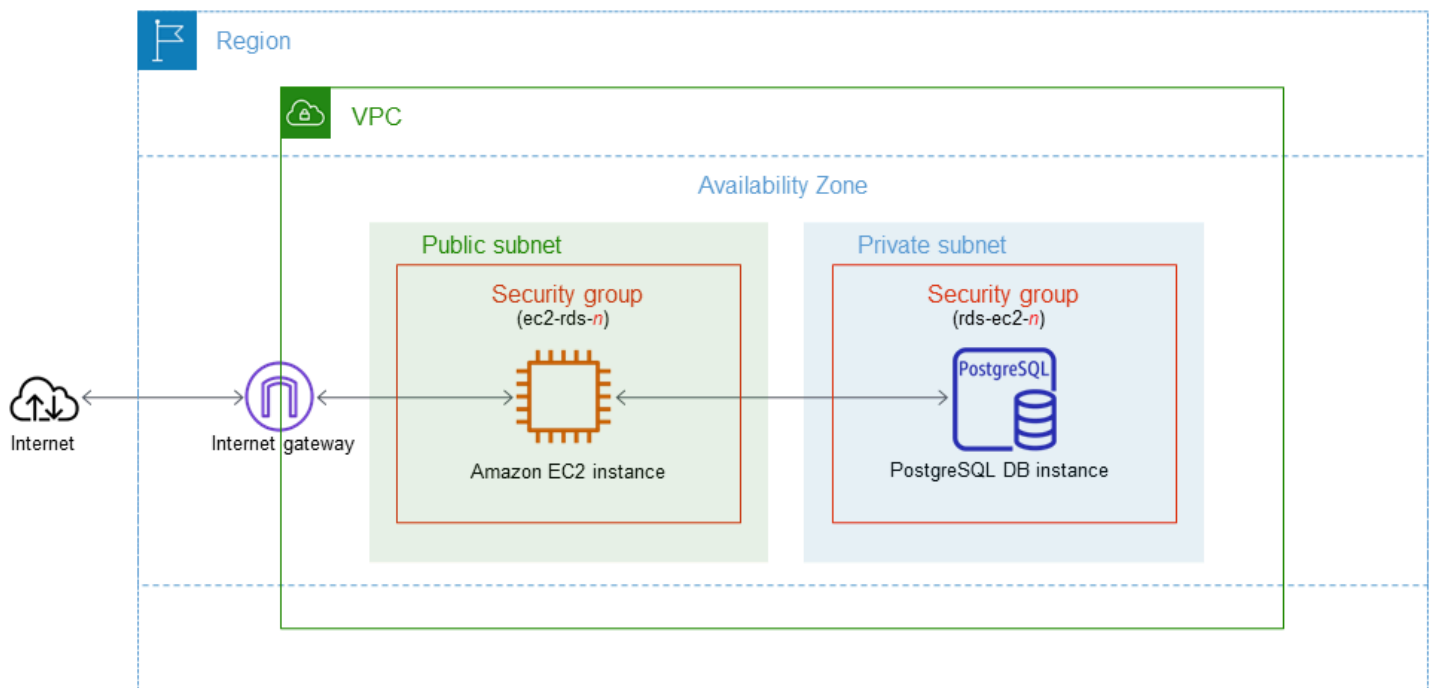 Region
VPC
Availability Zone
Public subnet
Private subnet
Security group
(ec2-rds-n)
Security group
(rds-ec2-n)
PostgreSQL
Internet
Internet gateway
Amazon EC2 instance
PostgreSQL DB instance